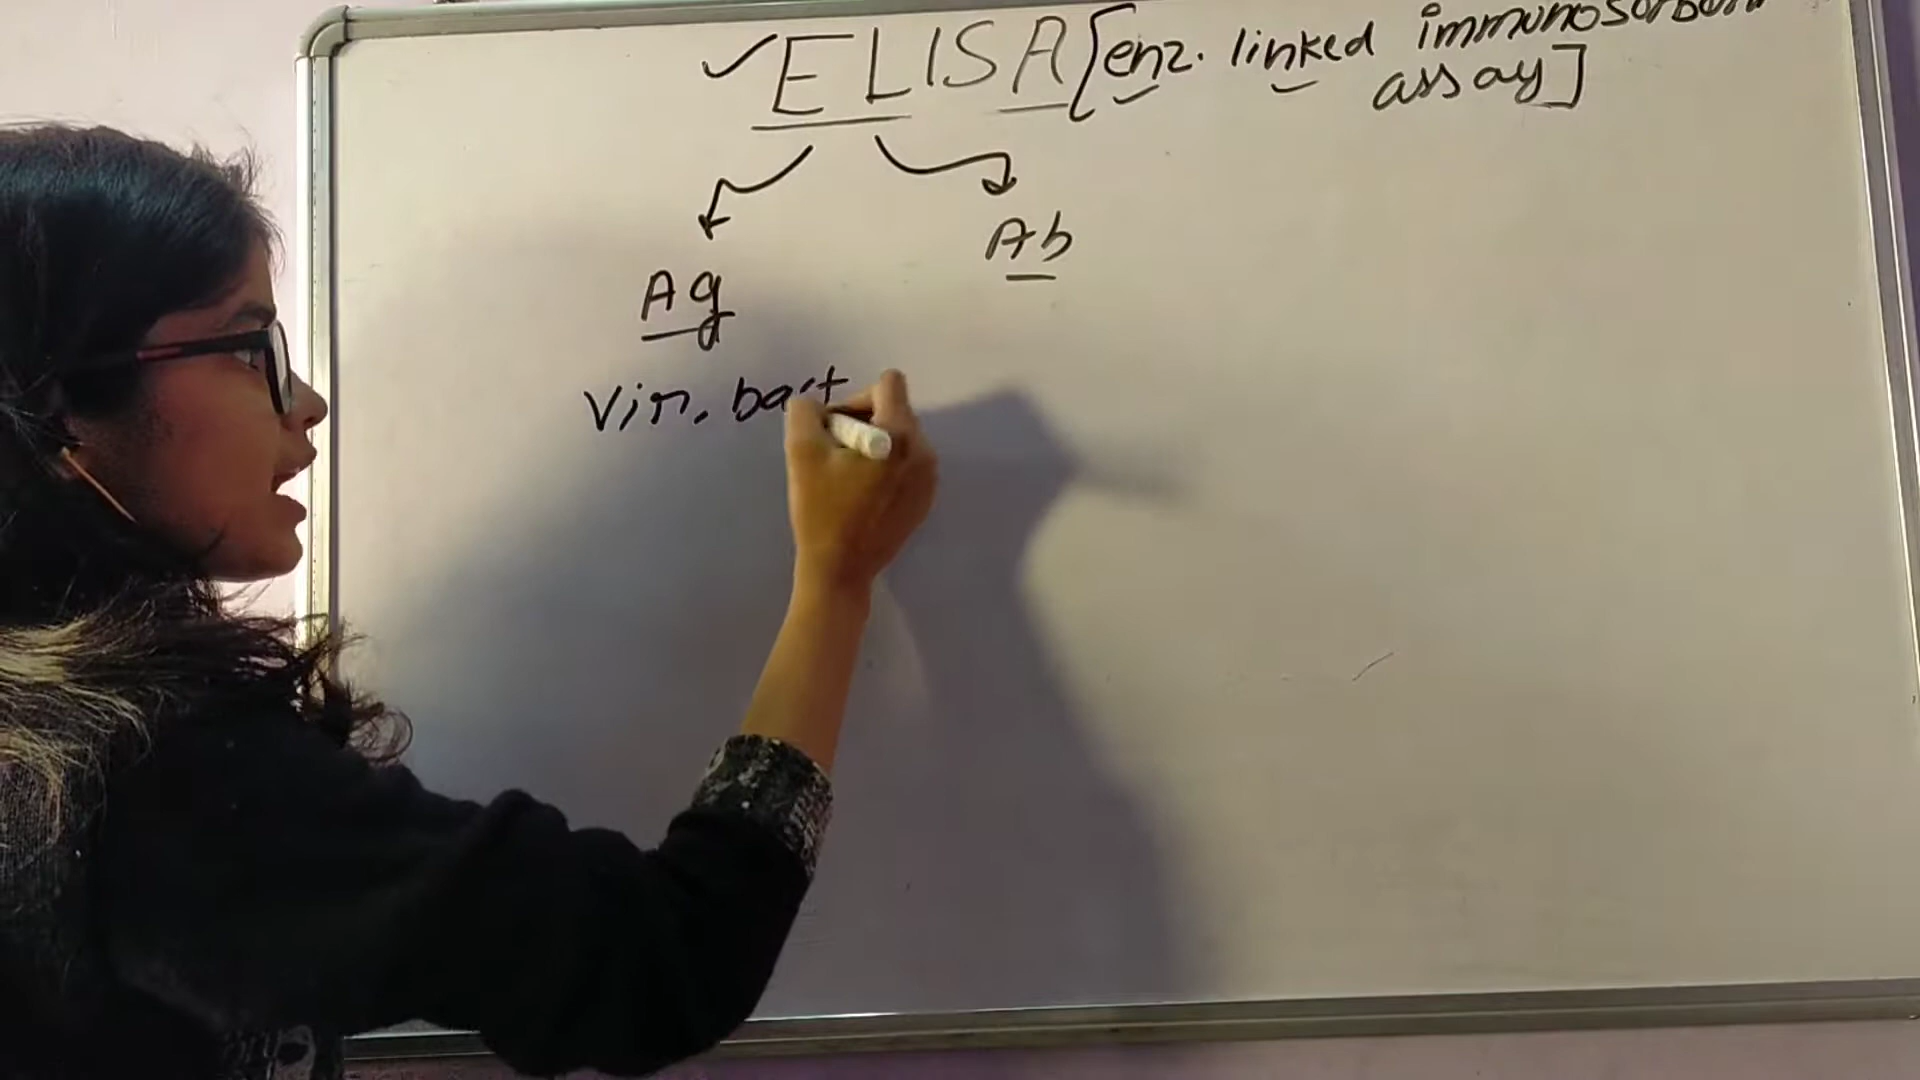 ✓ELISA [enz. linked immunosorbent
assay]
Ab
Ag
Vir. bact